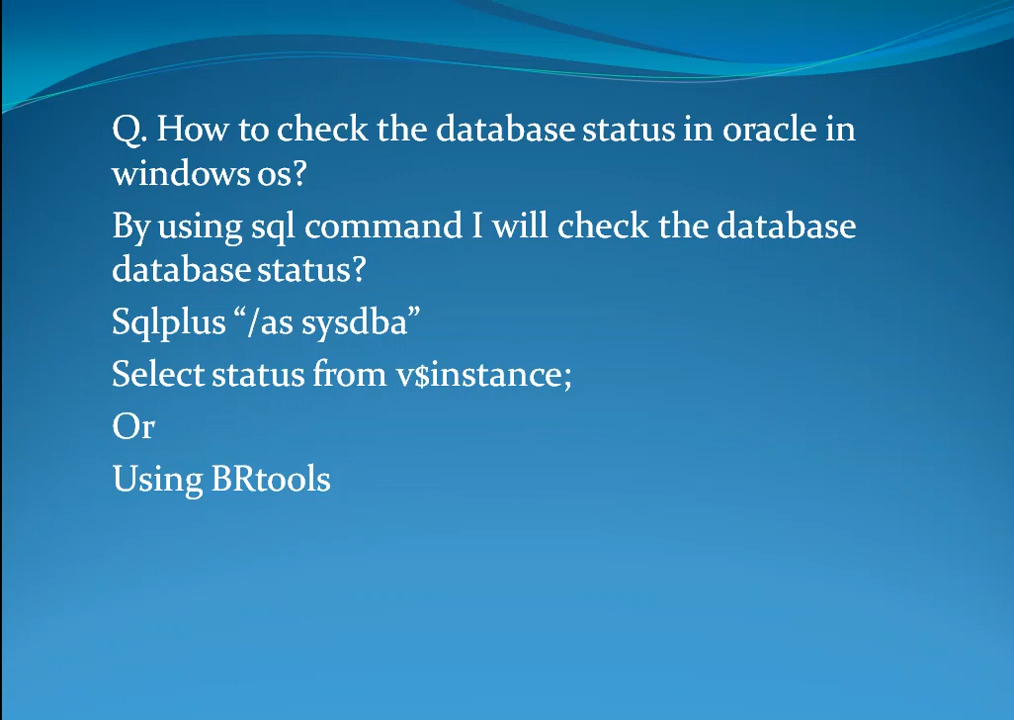 Q. How to check the database status in oracle in
windows os?
By using sql command I will check the database
database status?
Sqlplus “/as sysdba”
Select status from v$instance;
Or
Using BRtools